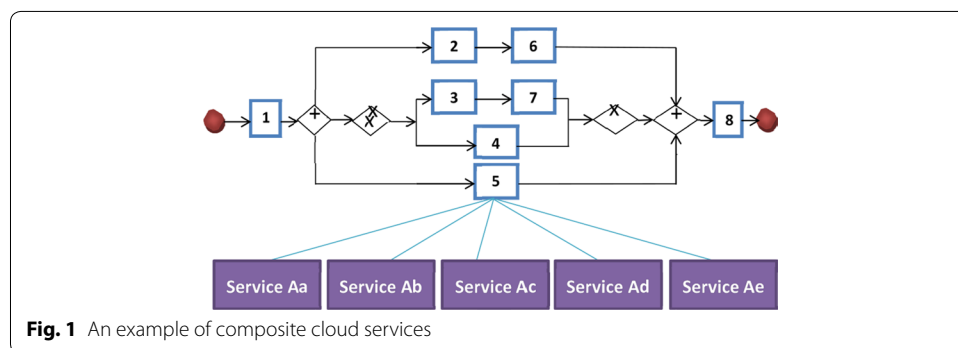 2 6
+ X X 3 7 X +
1 8
4
5
Service Aa Service Ab Service Ac Service Ad Service Ae
Fig. 1 An example of composite cloud services